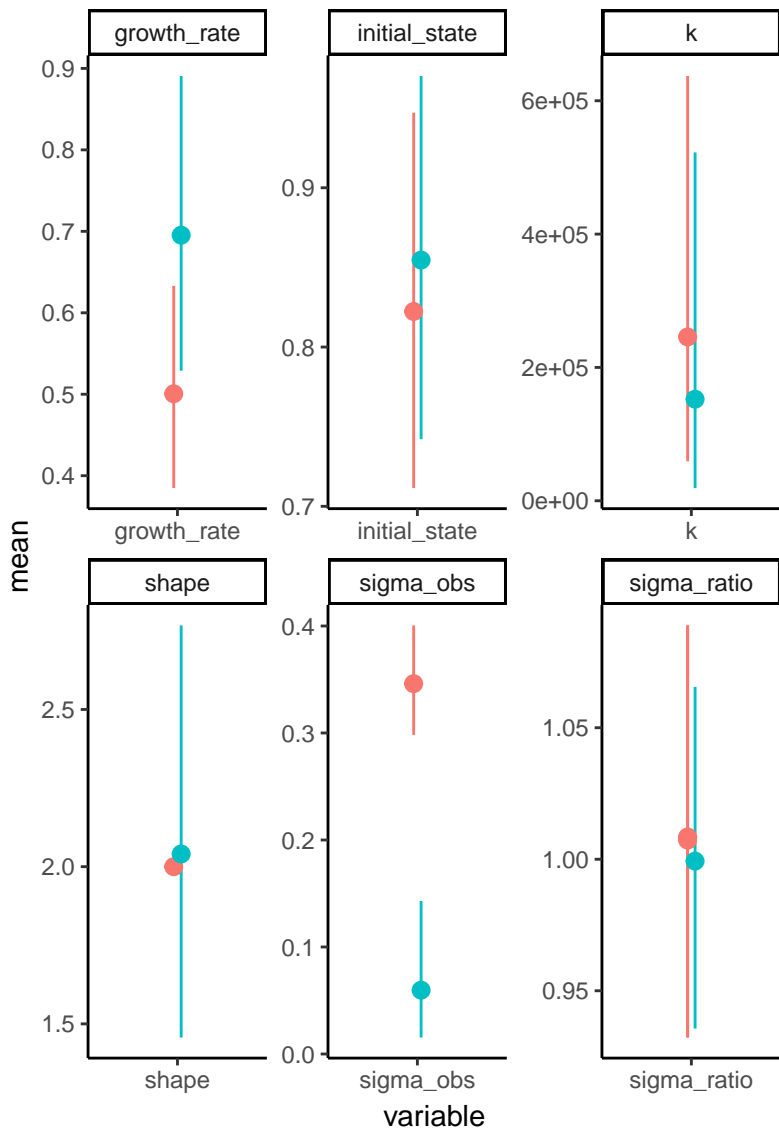 growth_rate initial_state k
0.9
0.8
0.7
0.6
0.5
0.4
0.9
0.8
0.7
6e+05
4e+05
2e+05
0e+00
growth_rate initial_state k
mean
shape sigma_obs sigma_ratio
2.5
2.0
1.5
0.4
0.3
0.2
0.1
0.0
1.05
1.00
0.95
shape sigma_obs sigma_ratio
variable